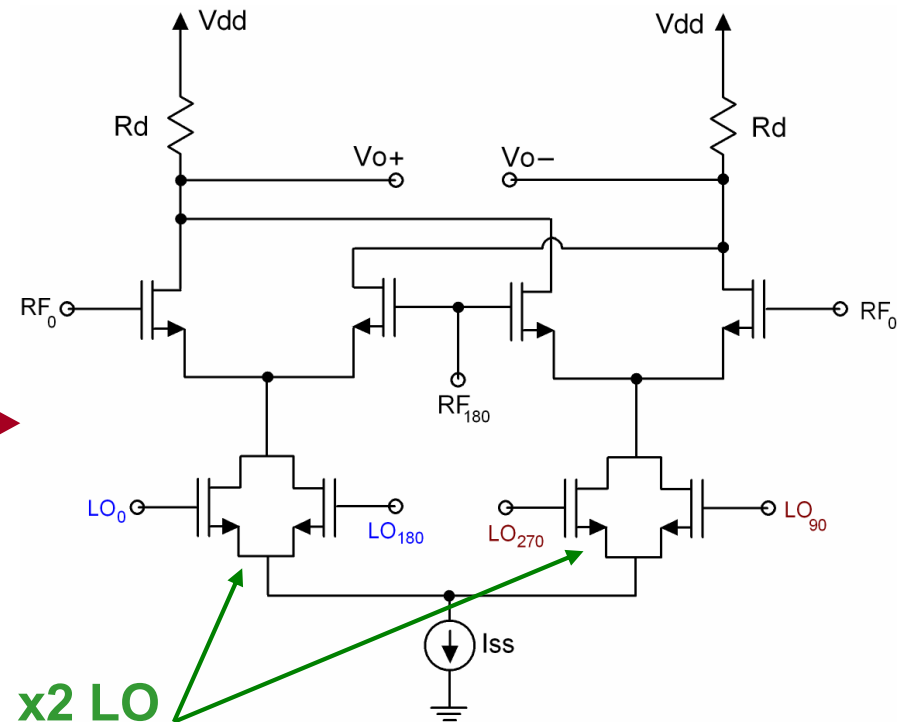 Vdd
Vdd
Rd
Rd
Vo+
Vo−
RF0
RF0
RF180
LO0
LO180
LO270
LO90
Iss
x2 LO